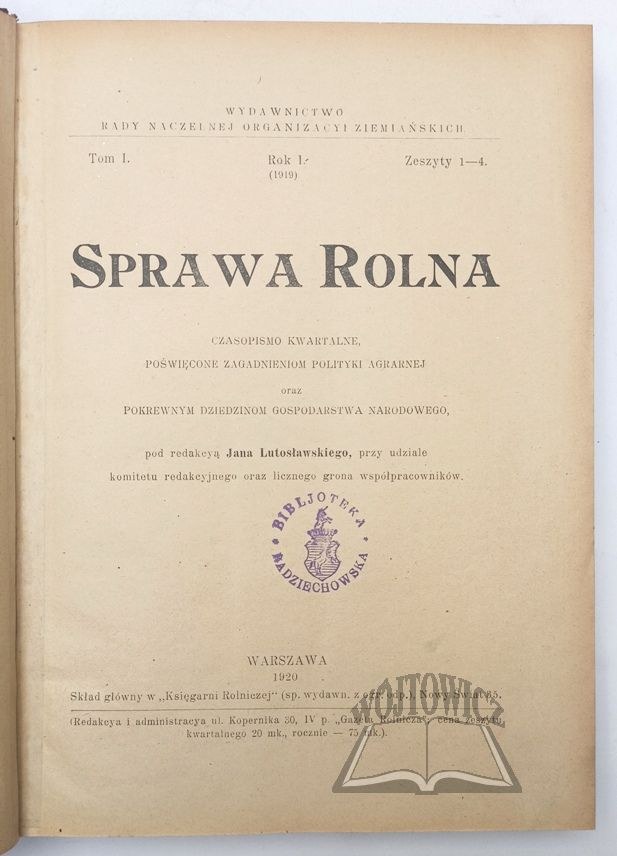 WYDAWNICTWO
RADY NACZELNEJ ORGANIZACYI ZIEMIAŃSKICH.
Tom I. Rok I. Zeszyty 1—4.
(1919)
SPRAWA ROLNA
CZASOPISMO KWARTALNE,
POŚWIĘCONE ZAGADNIENIOM POLITYKI AGRARNEJ
oraz
POKREWNYM DZIEDZINOM GOSPODARSTWA NARODOWEGO,
pod redakcyą Jana Lutosławskiego, przy udziale
komitetu redakcyjnego oraz licznego grona współpracowników.
BIBLJOTEKA
RADZIECHOWSKA
WARSZAWA
1920
Skład główny w „Księgarni Rolniczej" (sp. wydawn. z ogr. odp.), Nowy Świat 35.
(Redakcya i administracya ul. Kopernika 30, IV p. „Gazeta Rolnicza"; cena zeszytu
kwartalnego 20 mk., rocznie — 75 mk.).
WOJTOWICZ